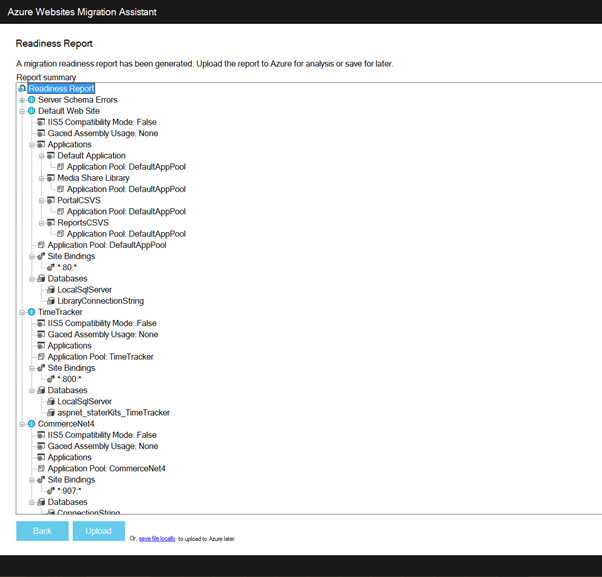 Azure Websites Migration Assistant
Readiness Report
A migration readiness report has been generated. Upload the report to Azure for analysis or save for later.
Report summary
Readiness Report
Server Schema Errors
Default Web Site
IIS5 Compatibility Mode: False
Gaced Assembly Usage: None
Applications
Default Application
Application Pool: DefaultAppPool
Media Share Library
Application Pool: DefaultAppPool
PortalCSVS
Application Pool: DefaultAppPool
ReportsCSVS
Application Pool: DefaultAppPool
Application Pool: DefaultAppPool
Site Bindings
*:80:*
Databases
LocalSqlServer
LibraryConnectionString
TimeTracker
IIS5 Compatibility Mode: False
Gaced Assembly Usage: None
Applications
Application Pool: TimeTracker
Site Bindings
*:800:*
Databases
LocalSqlServer
aspnet_staterKits_TimeTracker
CommerceNet4
IIS5 Compatibility Mode: False
Gaced Assembly Usage: None
Applications
Application Pool: CommerceNet4
Site Bindings
*:907:*
Databases
ConnectionString
Back Upload Or, save file locally to upload to Azure later.